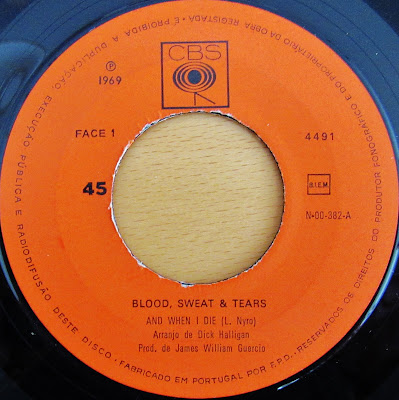 CBS
℗
1969
FACE 1
4491
45
B.I.E.M.
N-00-382-A
BLOOD, SWEAT & TEARS
AND WHEN I DIE (L. Nyro)
Arranjo de Dick Halligan
Prod. de James William Guercio
RESERVADOS OS DIREITOS DO PRODUTOR FONOGRÁFICO E DO PROPRIETÁRIO DA OBRA REGISTADA - É PROIBIDA A DUPLICAÇÃO, EXECUÇÃO PÚBLICA E RADIODIFUSÃO DESTE DISCO. FABRICADO EM PORTUGAL POR F.P.D.